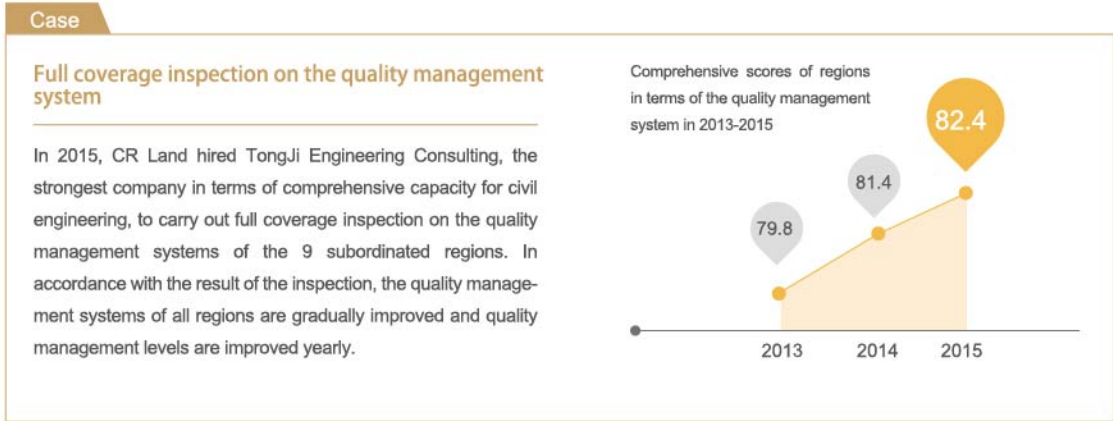 Case
Full coverage inspection on the quality management
system
In 2015, CR Land hired TongJi Engineering Consulting, the
strongest company in terms of comprehensive capacity for civil
engineering, to carry out full coverage inspection on the quality
management systems of the 9 subordinated regions. In
accordance with the result of the inspection, the quality manage-
ment systems of all regions are gradually improved and quality
management levels are improved yearly.
Comprehensive scores of regions
in terms of the quality management
system in 2013-2015
82.4
81.4
79.8
2013 2014 2015